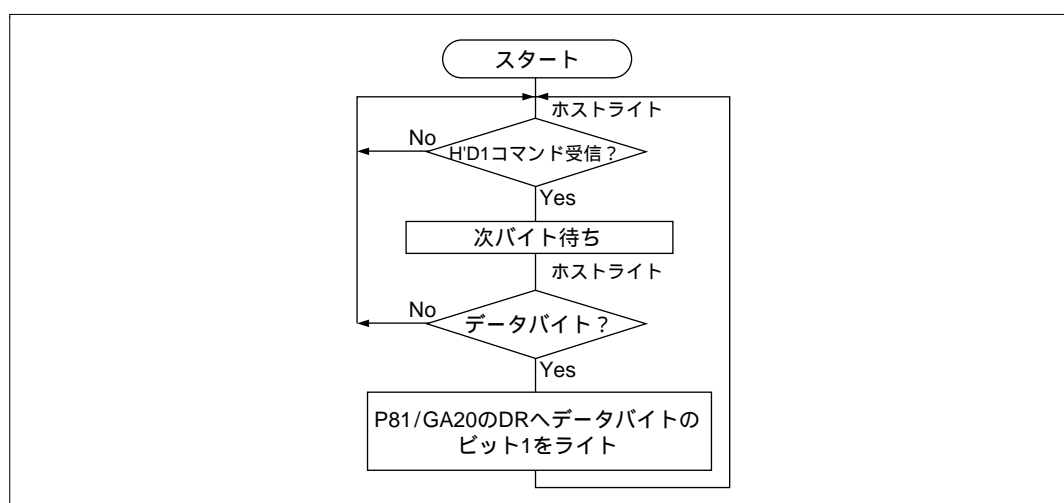 スタート
ホストライト
No
H'D1コマンド受信？
Yes
次バイト待ち
ホストライト
No
データバイト？
Yes
P81/GA20のDRへデータバイトの
ビット1をライト